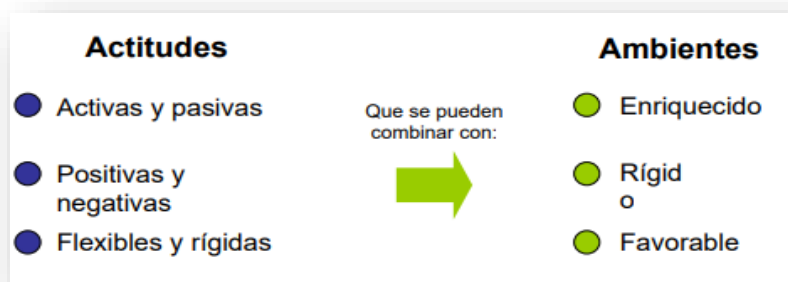 Actitudes
Activas y pasivas
Positivas y
negativas
Flexibles y rígidas
Que se pueden
combinar con:
Ambientes
Enriquecido
Rígid
o
Favorable